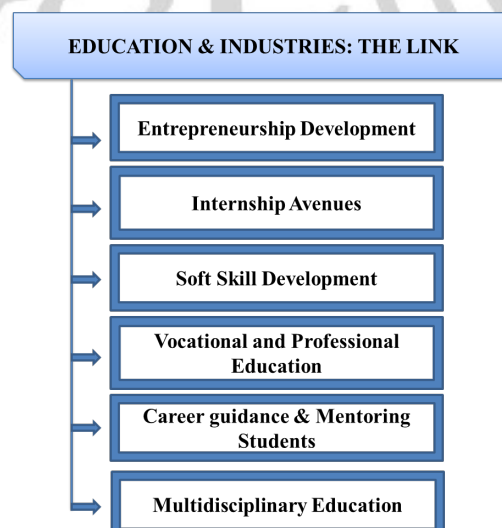 EDUCATION & INDUSTRIES: THE LINK
Entrepreneurship Development
Internship Avenues
Soft Skill Development
Vocational and Professional
Education
Career guidance & Mentoring
Students
Multidisciplinary Education